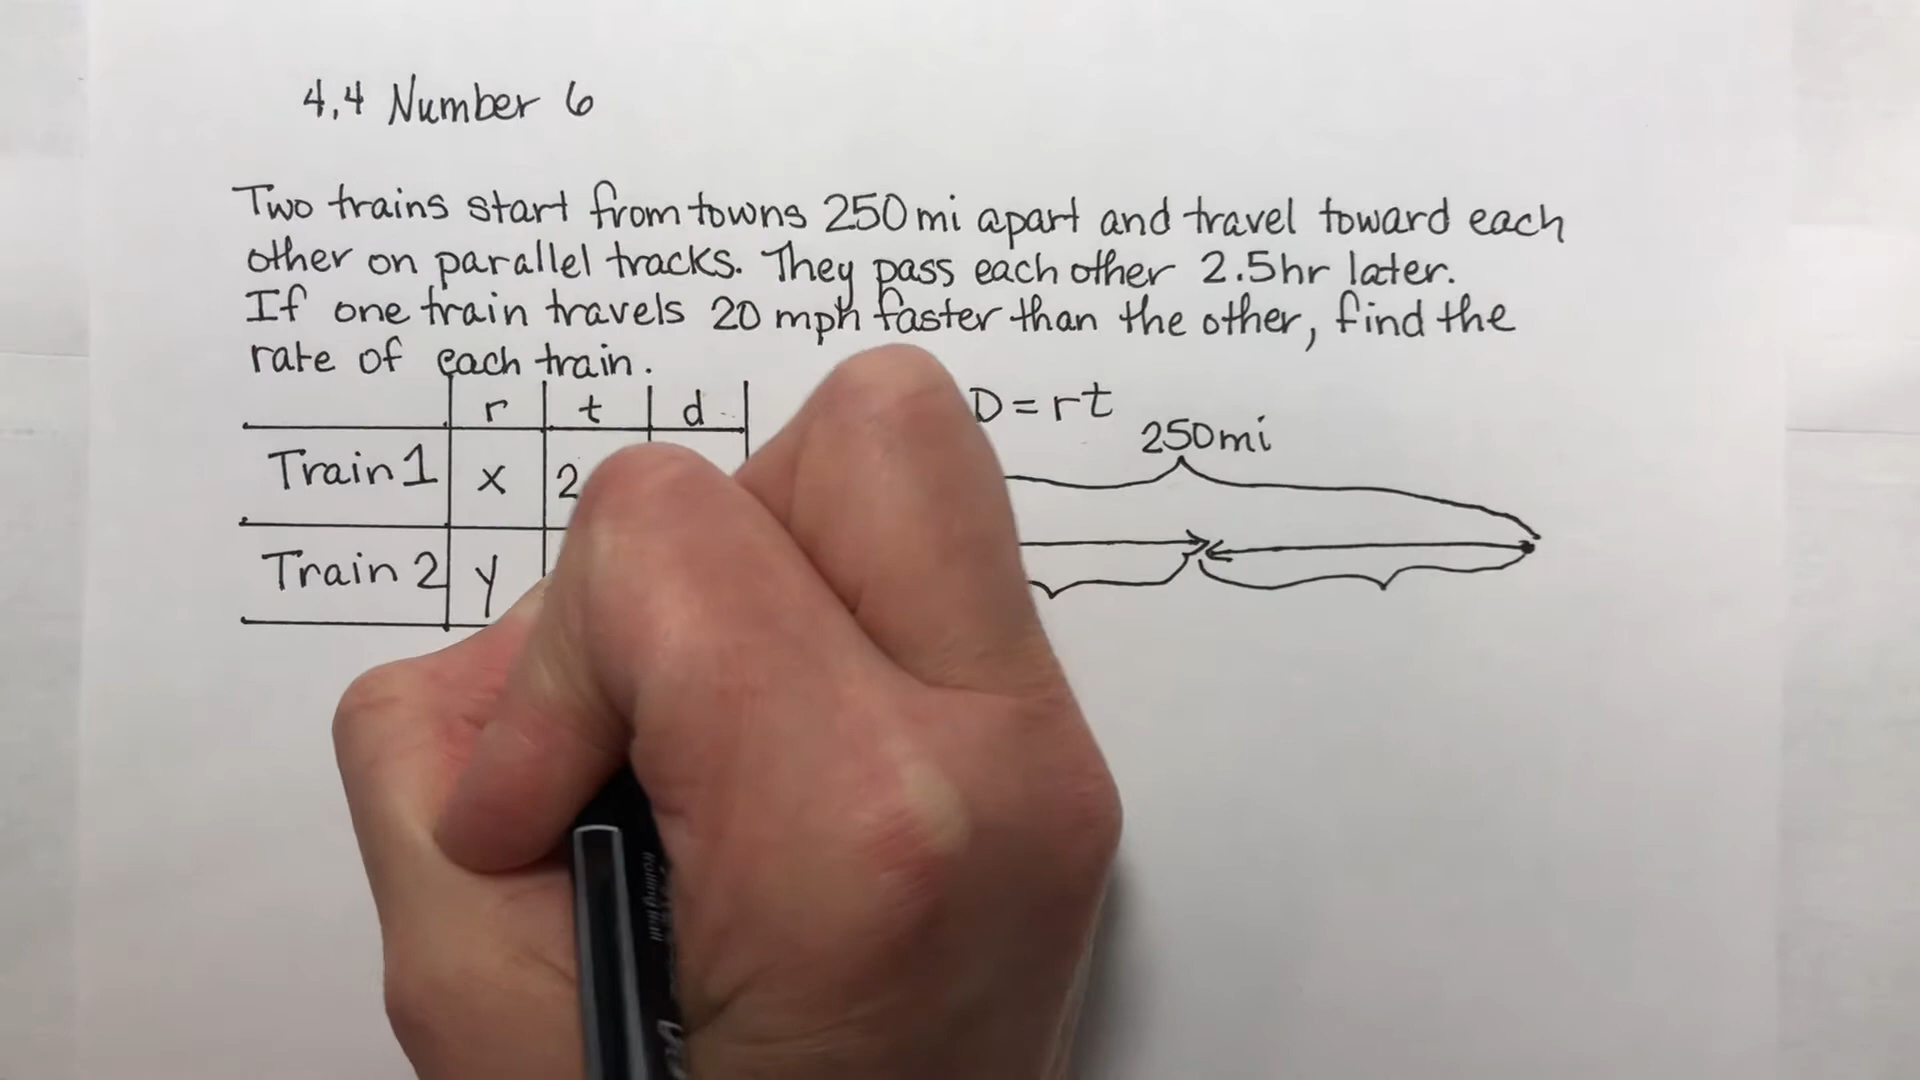 4.4 Number 6
Two trains start from towns 250 mi apart and travel toward each
other on parallel tracks. They pass each other 2.5hr later.
If one train travels 20 mph faster than the other, find the
rate of each train.
r t d
D=rt
250mi
Train 1 x 2
Train 2 y